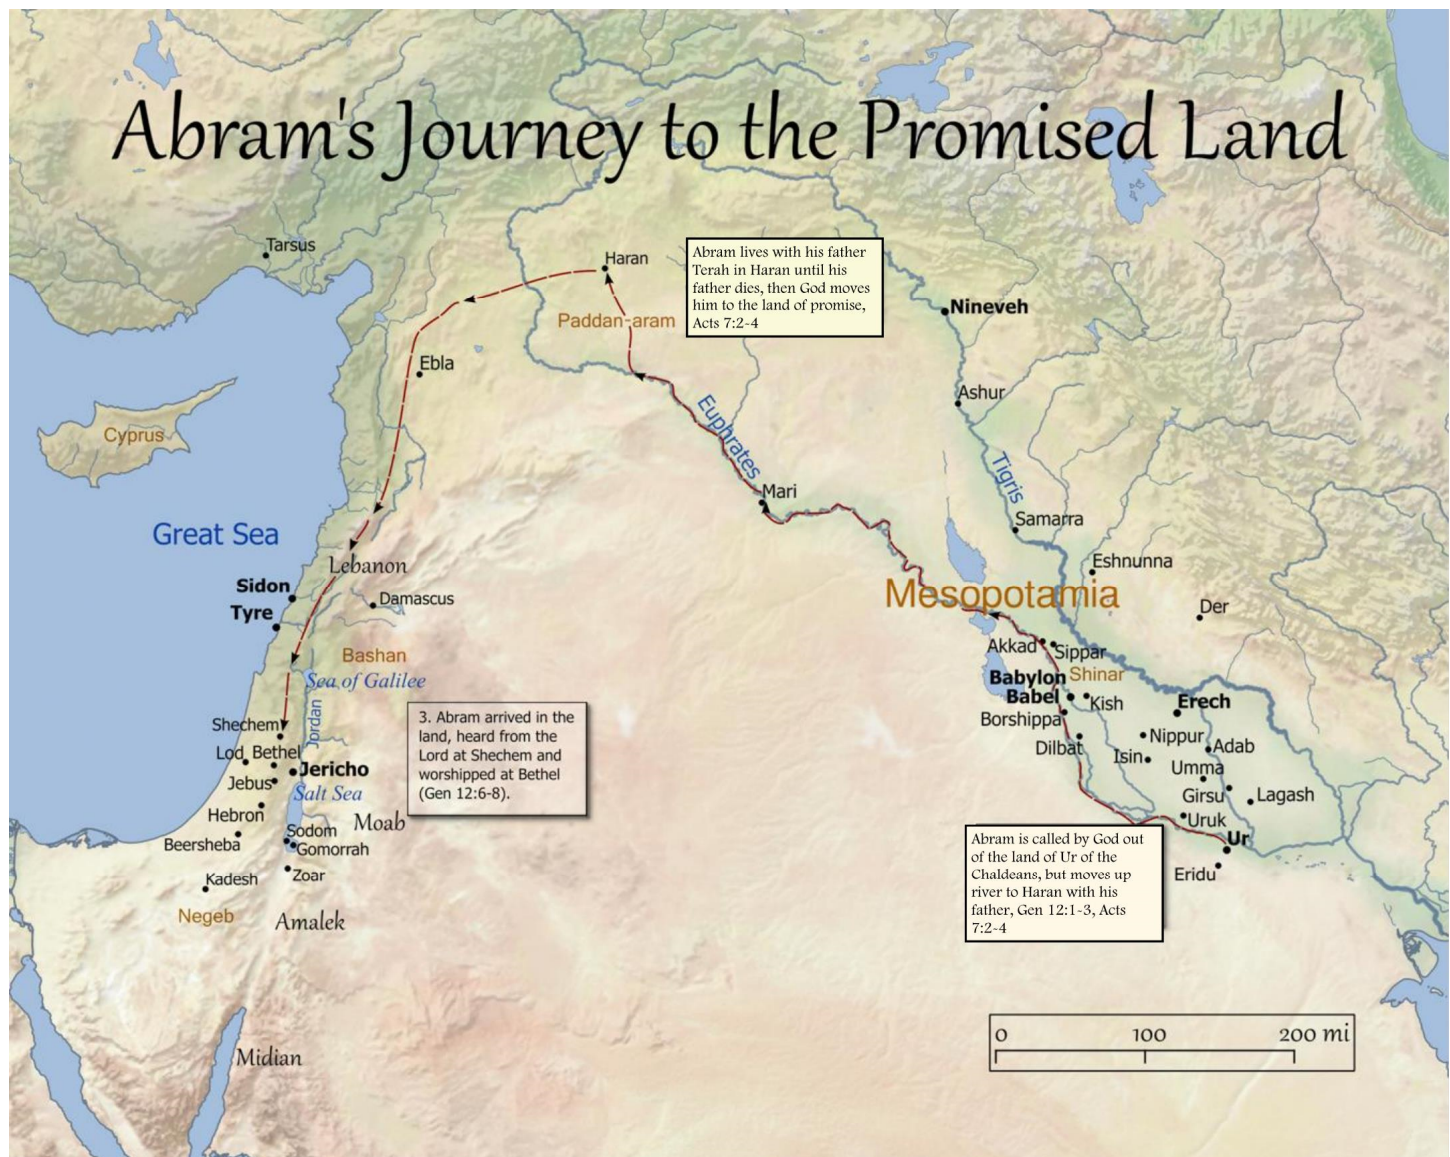 Abram's Journey to the Promised Land
Tarsus
Haran
Abram lives with his father
Terah in Haran until his
father dies, then God moves
him to the land of promise,
Acts 7:2-4
Nineveh
Paddan-aram
Ebla
Ashur
Cyprus
Euphrates
Tigris
Mari
Samarra
Great Sea
Eshnunna
Lebanon
Mesopotamia
Sidon
Damascus
Der
Tyre
Akkad
Sippar
Bashan
Sea of Galilee
Babylon
Shinar
Babel
Kish
Erech
Jordan
Borshippa
Shechem
3. Abram arrived in the
land, heard from the
Lord at Shechem and
worshipped at Bethel
(Gen 12:6-8).
Nippur
Dilbat
Adab
Isin
Lod
Bethel
Jericho
Umma
Jebus
Salt Sea
Girsu
Lagash
Hebron
Moab
Uruk
Sodom
Ur
Beersheba
Gomorrah
Abram is called by God out
of the land of Ur of the
Chaldeans, but moves up
river to Haran with his
father, Gen 12:1-3, Acts
7:2-4
Eridu
Zoar
Kadesh
Negeb
Amalek
0 100 200 mi
Midian